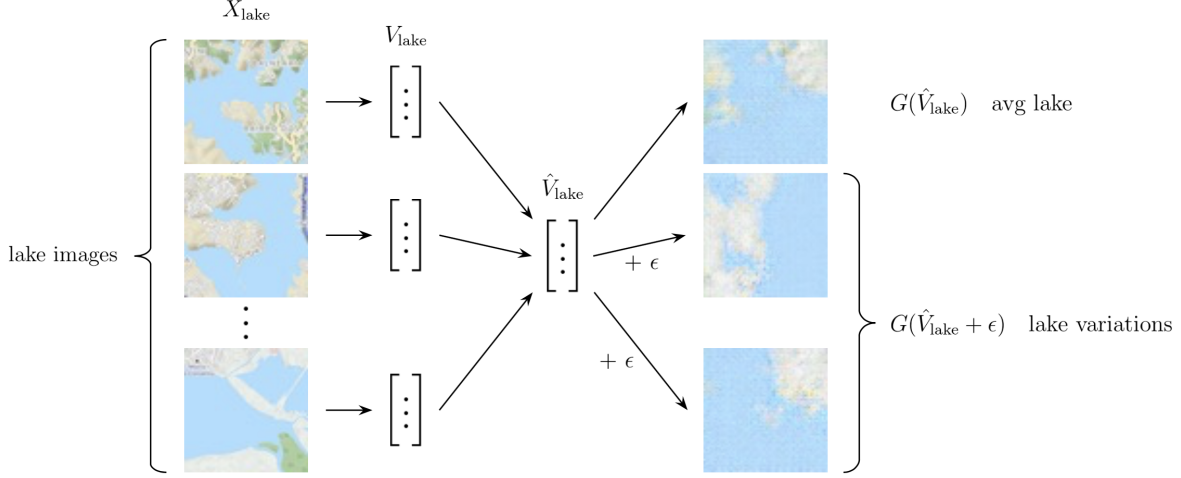 X_lake
V_lake
lake images
V̂_lake
+ ϵ
+ ϵ
G(V̂_lake) avg lake
G(V̂_lake + ϵ) lake variations